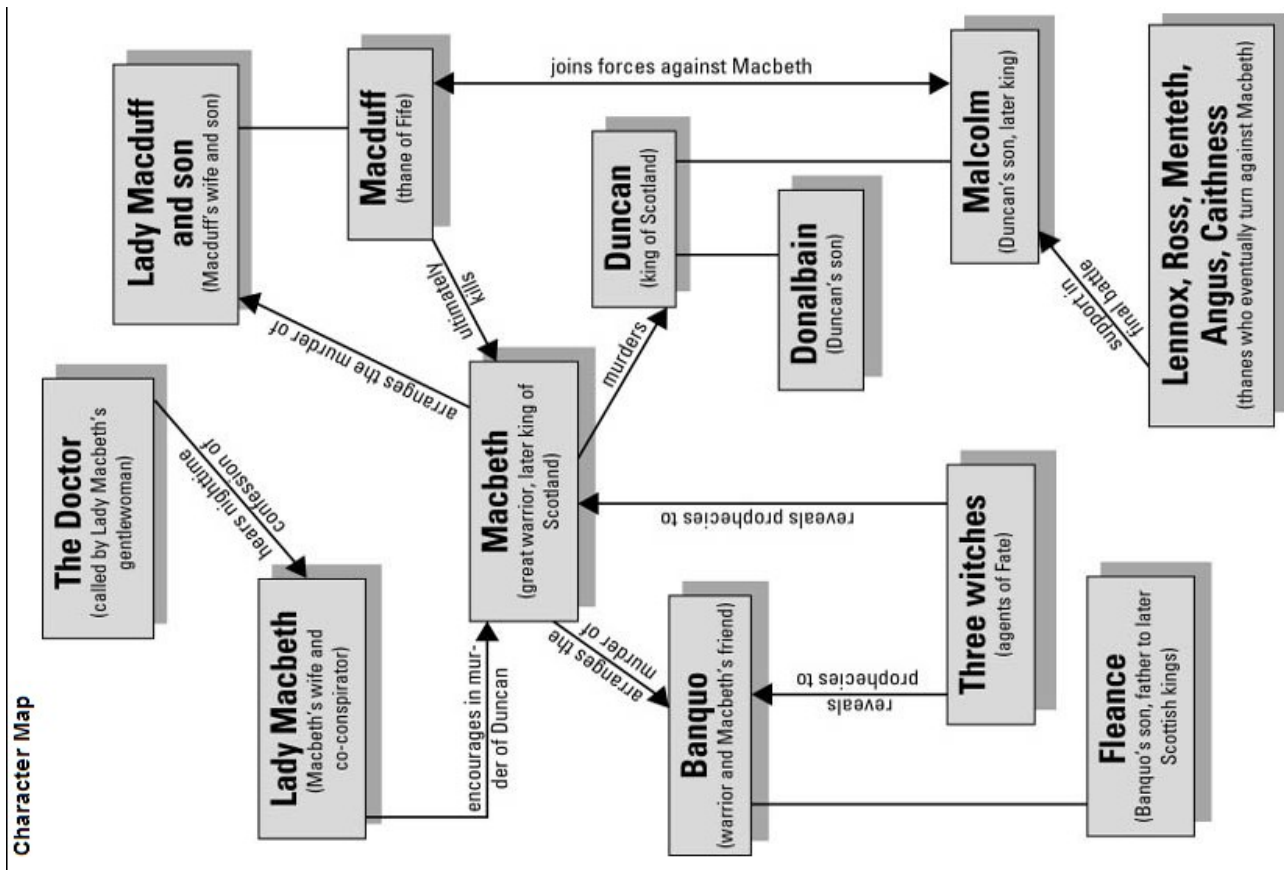 Character Map
The Doctor
(called by Lady Macbeth's
gentlewoman)
hears nighttime
confession of
Lady Macbeth
(Macbeth's wife and
co-conspirator)
encourages in mur-
der of Duncan
Lady Macduff
and son
(Macduff's wife and son)
arranges the murder of
Macduff
(thane of Fife)
ultimately
kills
joins forces against Macbeth
Macbeth
(great warrior, later king of
Scotland)
murders
Duncan
(king of Scotland)
Donalbain
(Duncan's son)
Malcolm
(Duncan's son, later king)
arranges the
murder of
Banquo
(warrior and Macbeth's friend)
reveals prophecies to
reveals
prophecies to
Three witches
(agents of Fate)
Fleance
(Banquo's son, father to later
Scottish kings)
support in
final battle
Lennox, Ross, Menteth,
Angus, Caithness
(thanes who eventually turn against Macbeth)